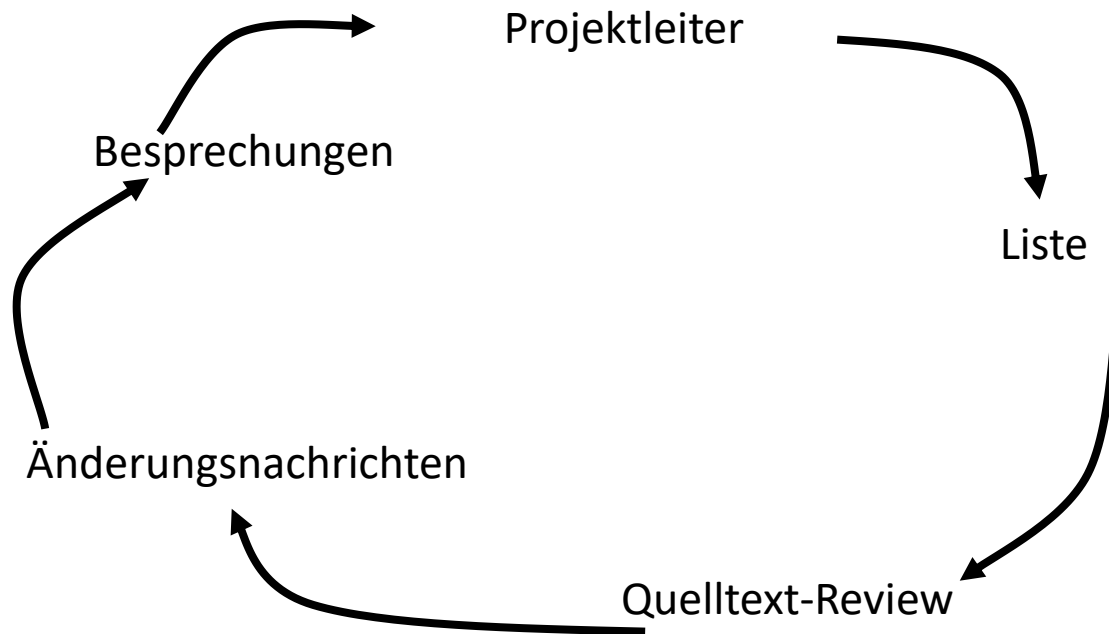 Projektleiter
Besprechungen
Liste
Änderungsnachrichten
Quelltext-Review